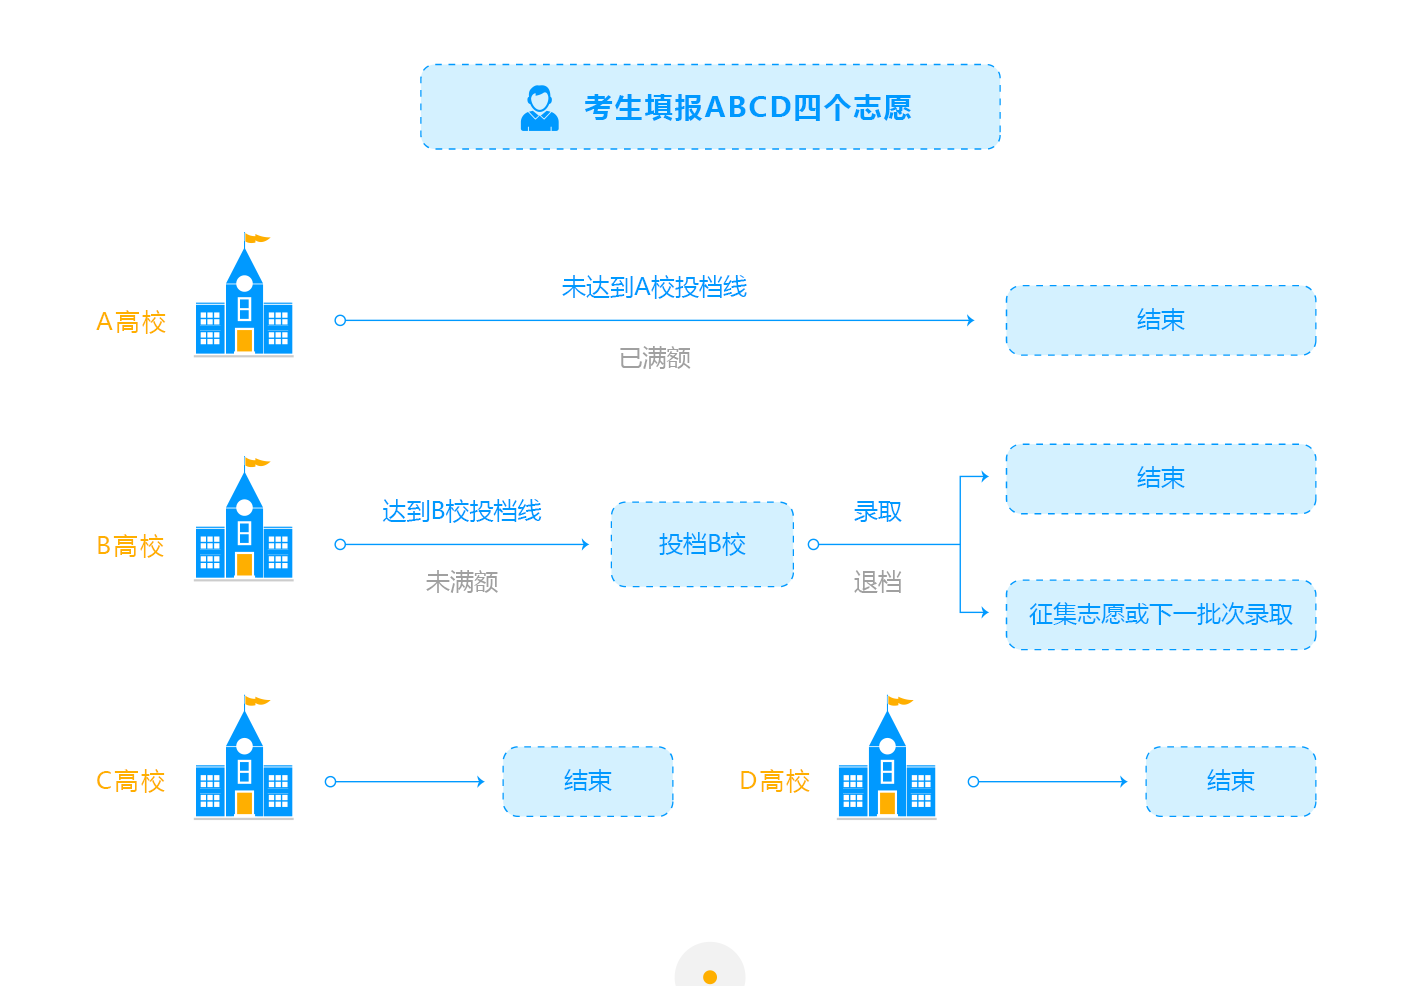 考生填报ABCD四个志愿
未达到A校投档线
A高校
结束
已满额
结束
达到B校投档线
录取
B高校
投档B校
未满额
退档
征集志愿或下一批次录取
C高校
结束
D高校
结束